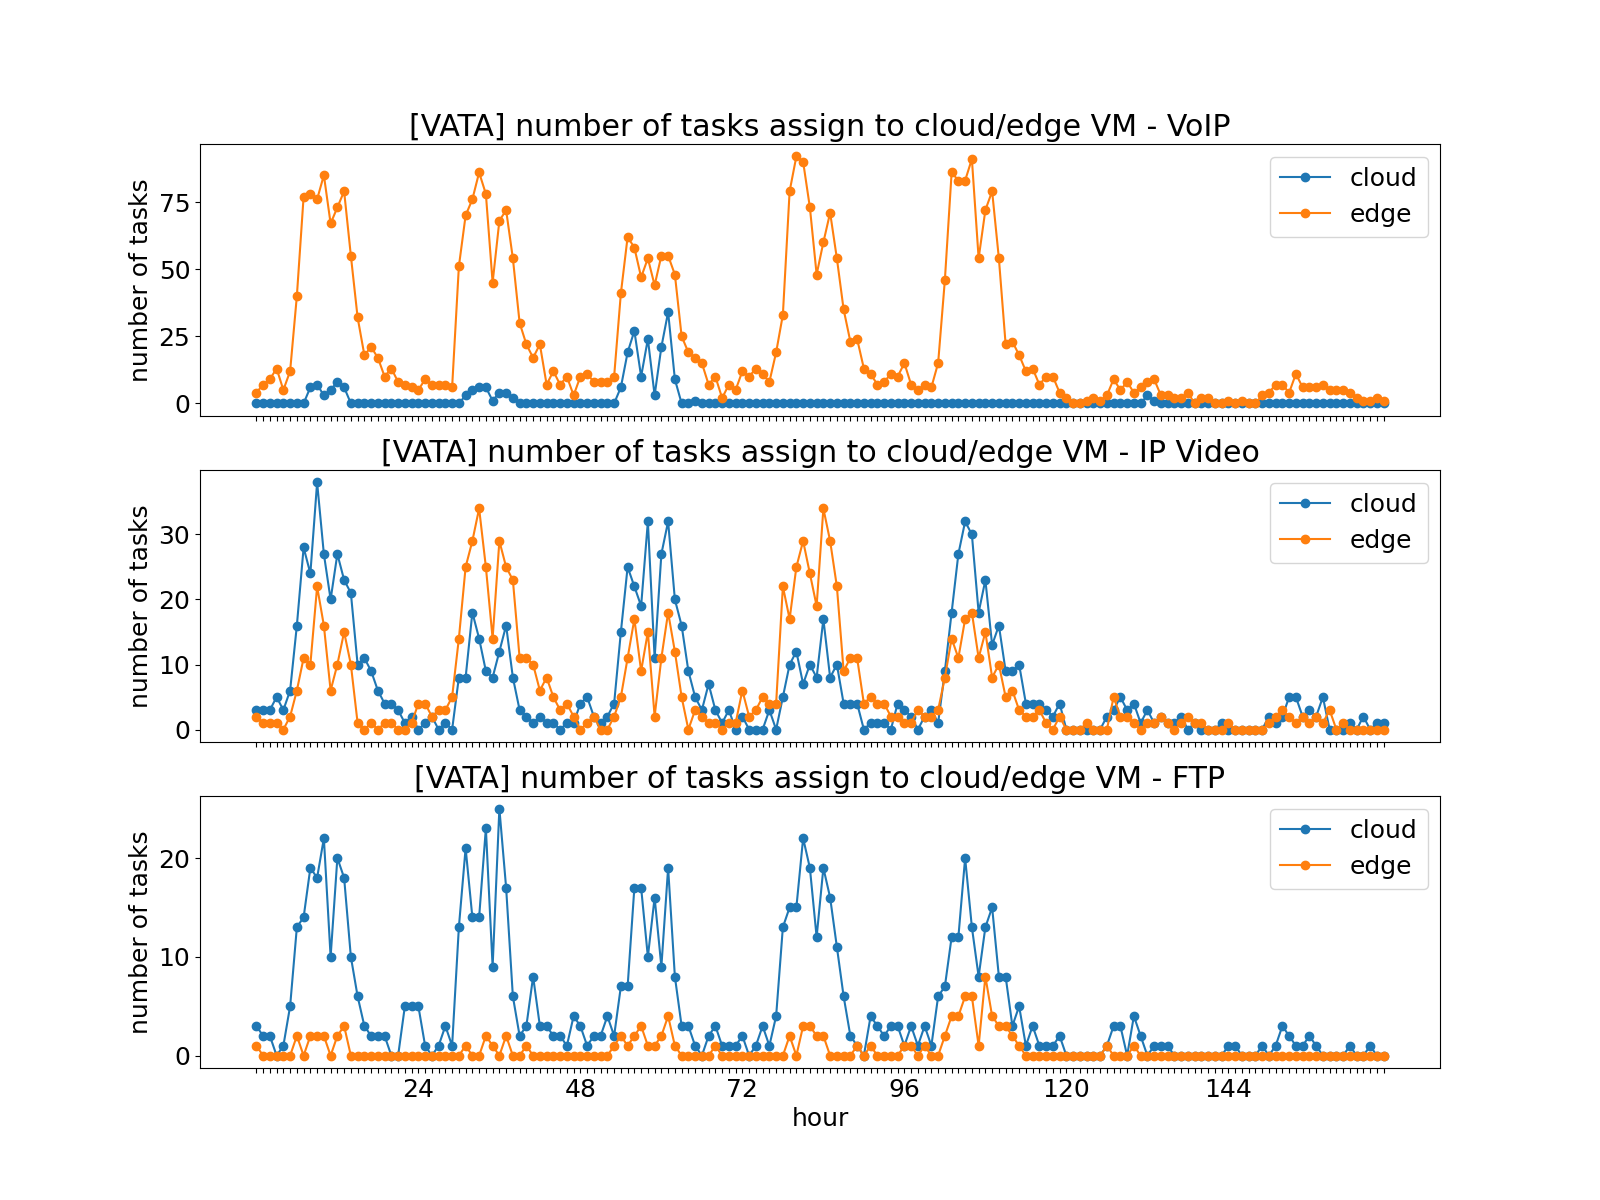 [VATA] number of tasks assign to cloud/edge VM - VoIP
number of tasks
75
50
25
0
cloud
edge
[VATA] number of tasks assign to cloud/edge VM - IP Video
number of tasks
30
20
10
0
cloud
edge
[VATA] number of tasks assign to cloud/edge VM - FTP
number of tasks
20
10
0
cloud
edge
24 48 72 96 120 144
hour